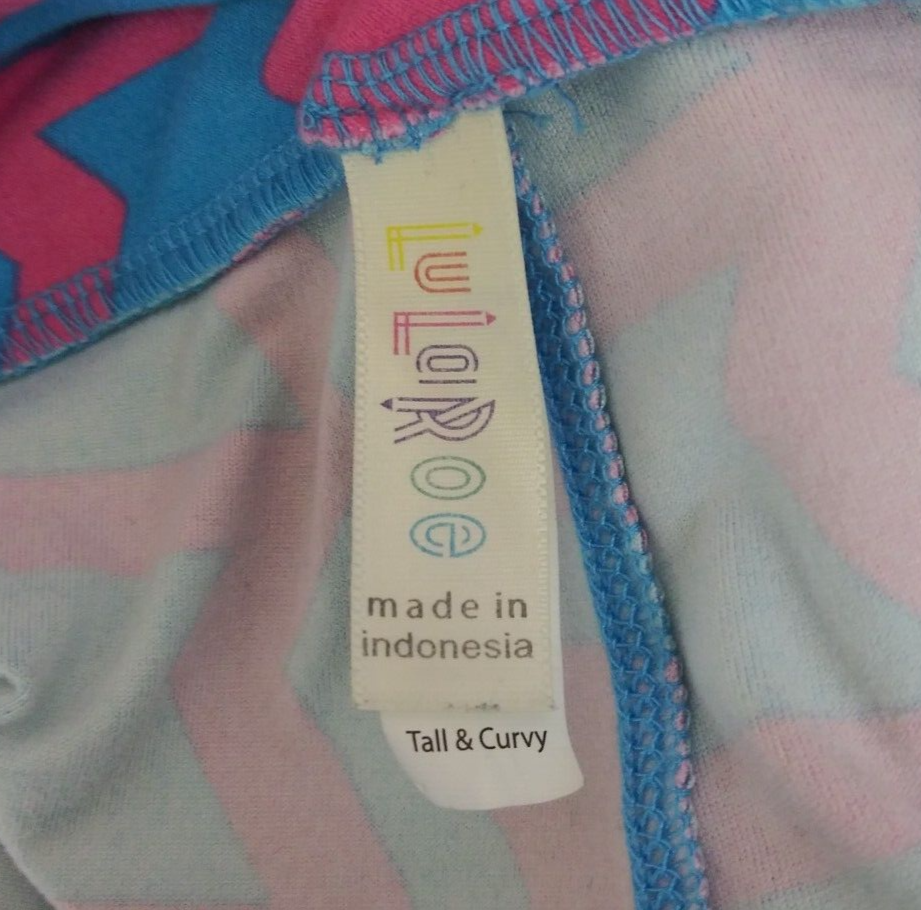 LuLaRoe
made in
indonesia
Tall & Curvy